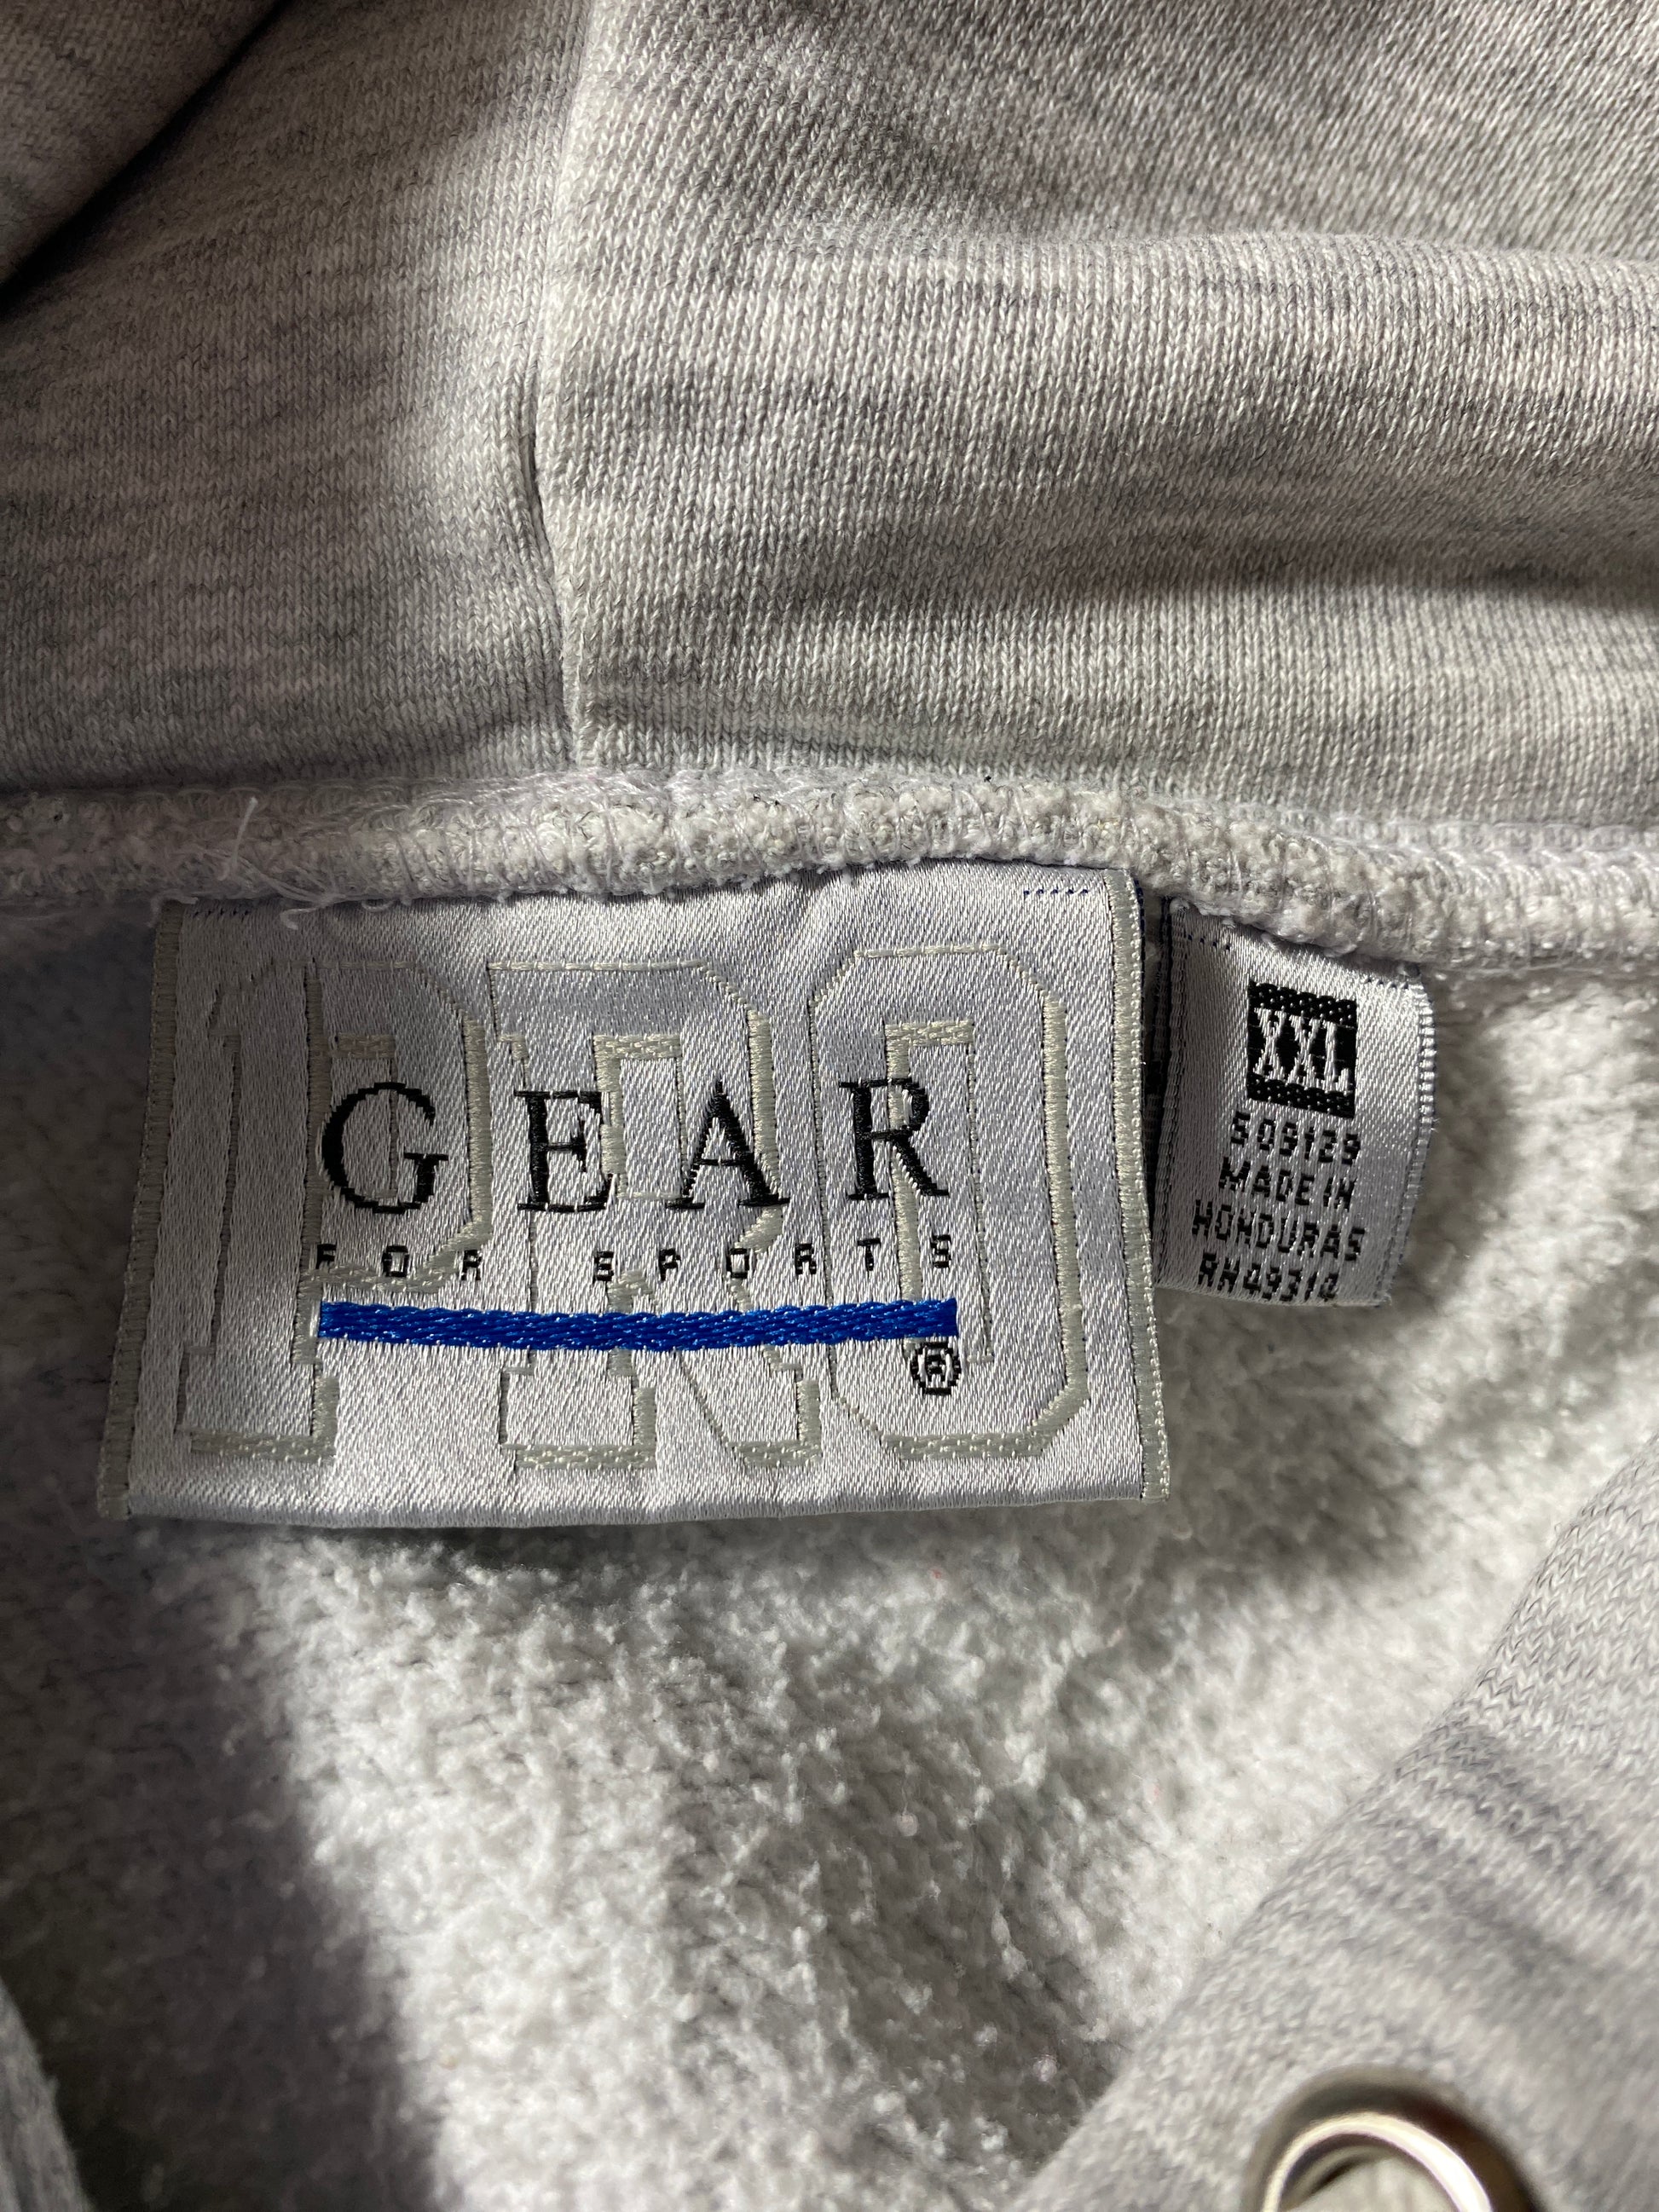 PRO
GEAR
FOR SPORTS
®
XXL
509129
MADE IN
HONDURAS
RN49314